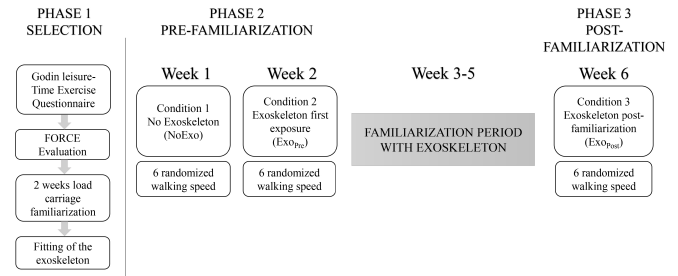 PHASE 1
SELECTION
Godin leisure-
Time Exercise
Questionnaire
FORCE
Evaluation
2 weeks load
carriage
familiarization
Fitting of the
exoskeleton
PHASE 2
PRE-FAMILIARIZATION
Week 1
Condition 1
No Exoskeleton
(NoExo)
6 randomized
walking speed
Week 2
Condition 2
Exoskeleton first
exposure
(ExoPre)
6 randomized
walking speed
Week 3-5
FAMILIARIZATION PERIOD
WITH EXOSKELETON
PHASE 3
POST-
FAMILIARIZATION
Week 6
Condition 3
Exoskeleton post-
familiarization
(ExoPost)
6 randomized
walking speed